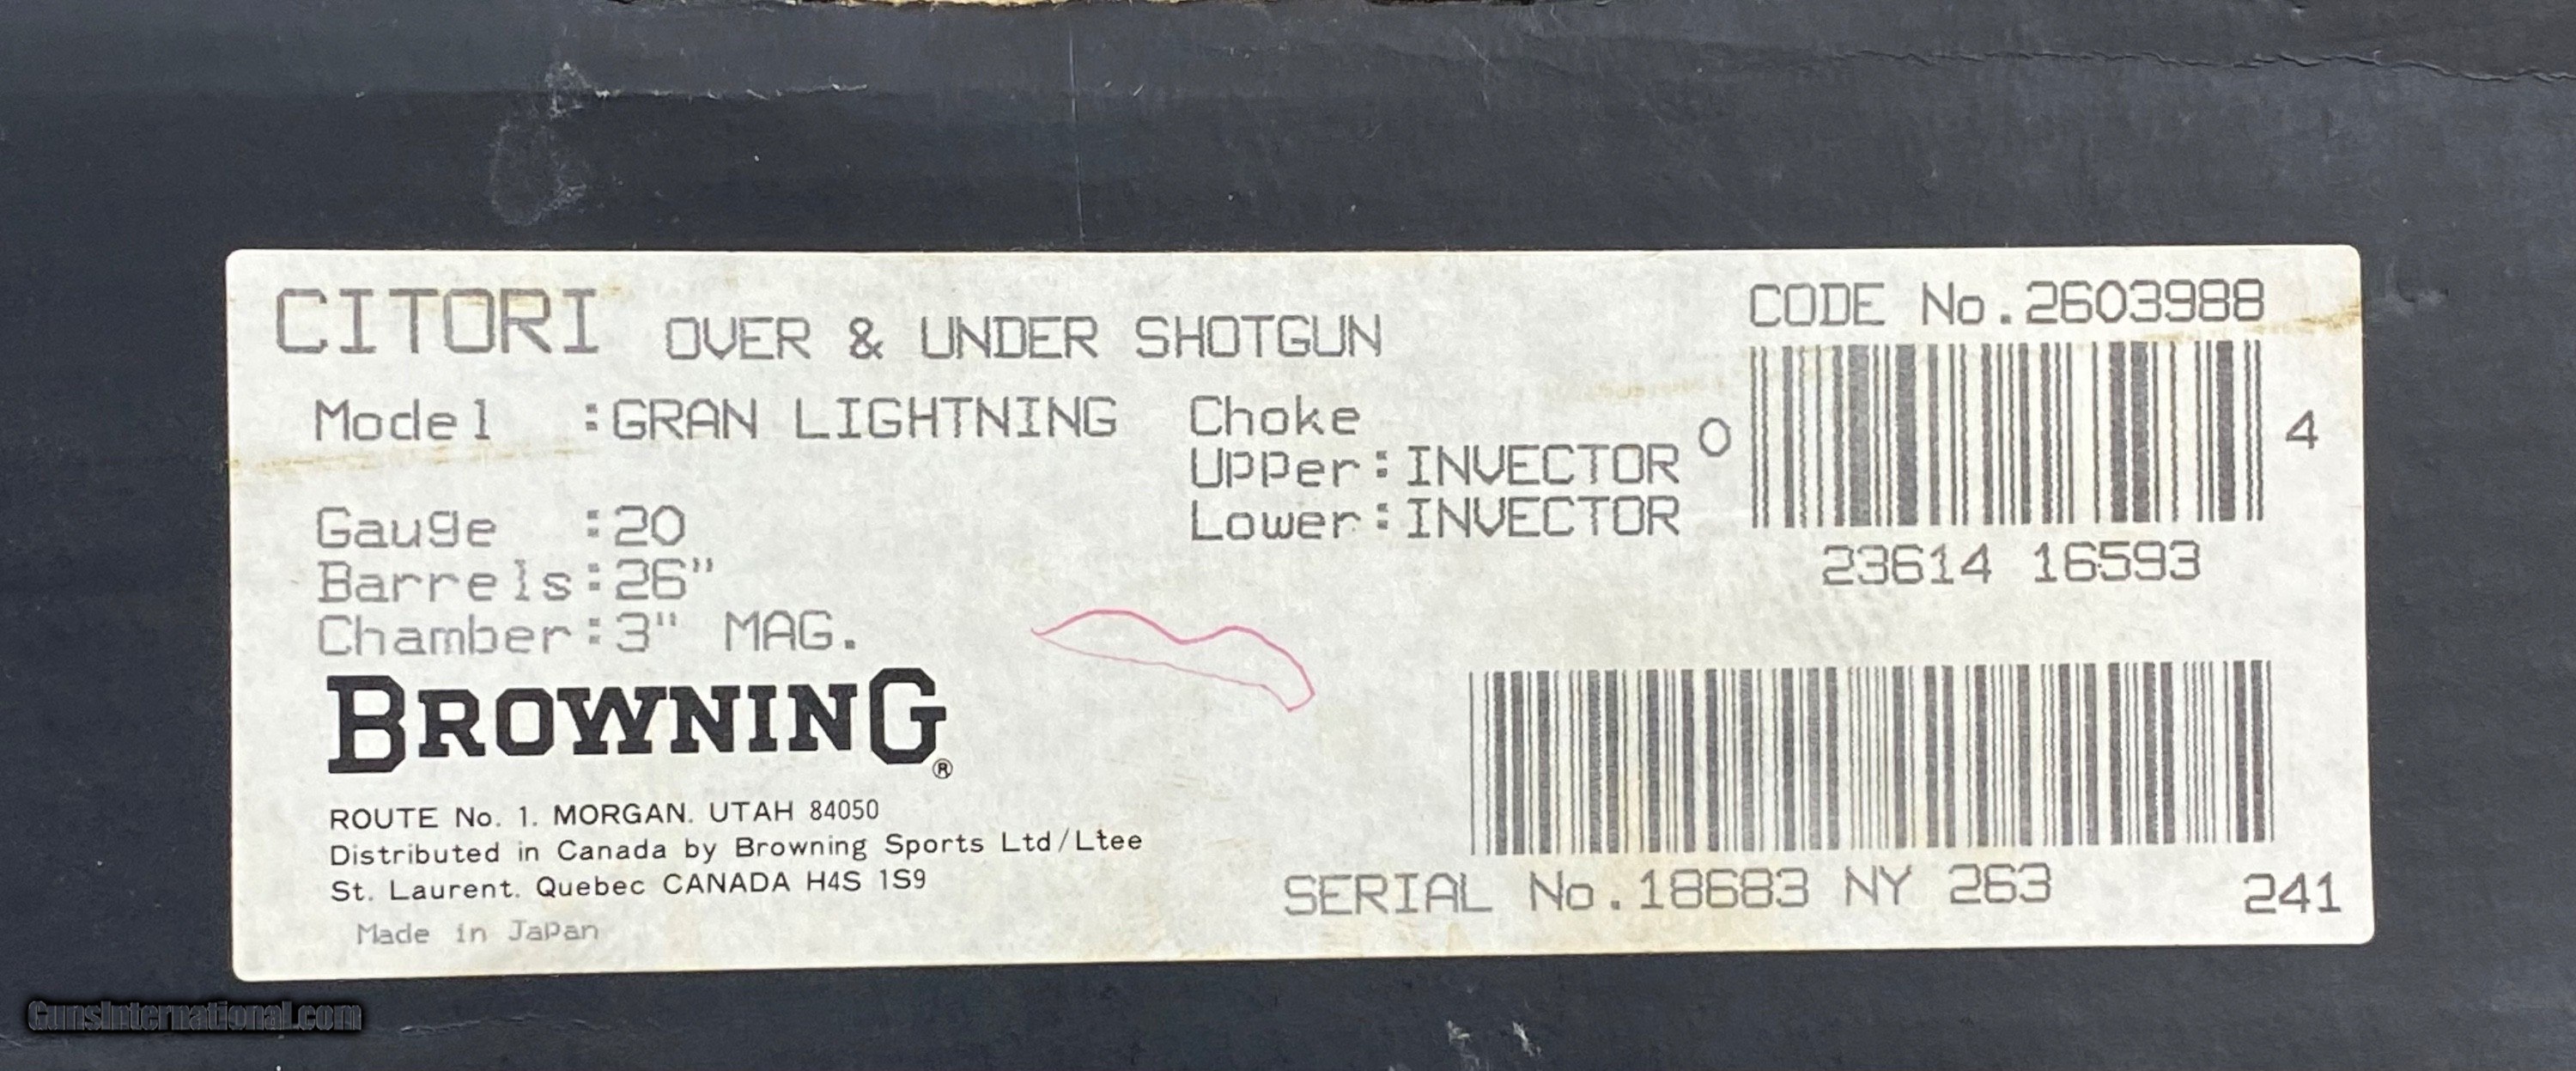 CITORI OVER & UNDER SHOTGUN
CODE No.2603988
Model :GRAN LIGHTNING
Choke
Upper:INVECTOR
Lower:INVECTOR
0 4
23614 16593
Gauge :20
Barrels:26"
Chamber:3" MAG.
BROWNING®
ROUTE No. 1. MORGAN. UTAH 84050
Distributed in Canada by Browning Sports Ltd/Ltee
St. Laurent. Quebec CANADA H4S 1S9
Made in Japan
SERIAL No.18683 NY 263 241
GunsInternational.com